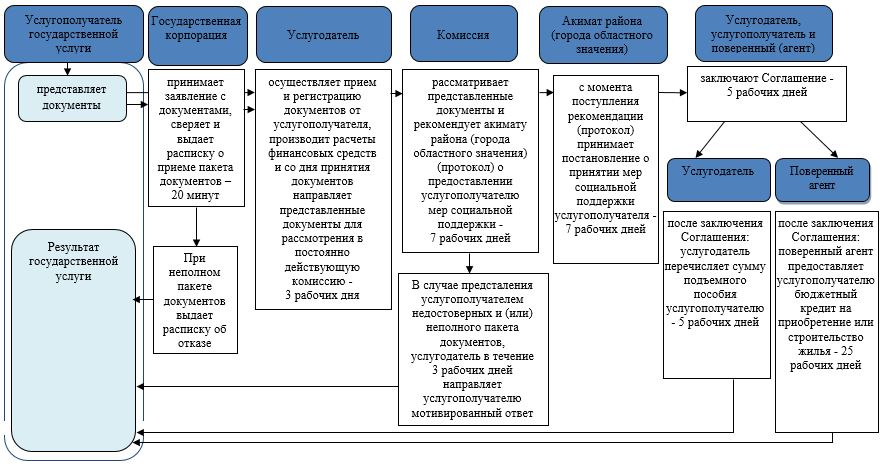 Услугополучатель
государственной
услуги
Государственная
корпорация
Услугодатель
Комиссия
Акимат района
(города областного
значения)
Услугодатель,
услугополучатель и
поверенный (агент)
представляет
документы
принимает
заявление с
документами,
сверяет и
выдает
расписку о
приеме пакета
документов –
20 минут
При
неполном
пакете
документов
выдает
расписку об
отказе
осуществляет прием
и регистрацию
документов от
услугополучателя,
производит расчеты
финансовых средств
и со дня принятия
документов
направляет
представленные
документы для
рассмотрения в
постоянно
действующую
комиссию -
3 рабочих дня
рассматривает
представленные
документы и
рекомендует акимату
района (города
областного значения)
(протокол) о
предоставлении
услугополучателю
мер социальной
поддержки -
7 рабочих дней
В случае предсталения
услугополучателем
недостоверных и (или)
неполного пакета
документов,
услугодатель в течение
3 рабочих дней
направляет
услугополучателю
мотивированный ответ
с момента
поступления
рекомендации
(протокол)
принимает
постановление о
принятии мер
социальной
поддержки
услугополучателя -
7 рабочих дней
заключают Соглашение -
5 рабочих дней
Услугодатель
Поверенный
агент
после заключения
Соглашения:
услугодатель
перечисляет сумму
подъемного
пособия
услугополучателю
- 5 рабочих дней
после заключения
Соглашения:
поверенный агент
предоставляет
услугополучателю
бюджетный
кредит на
приобретение или
строительство
жилья - 25
рабочих дней
Результат
государственной
услуги